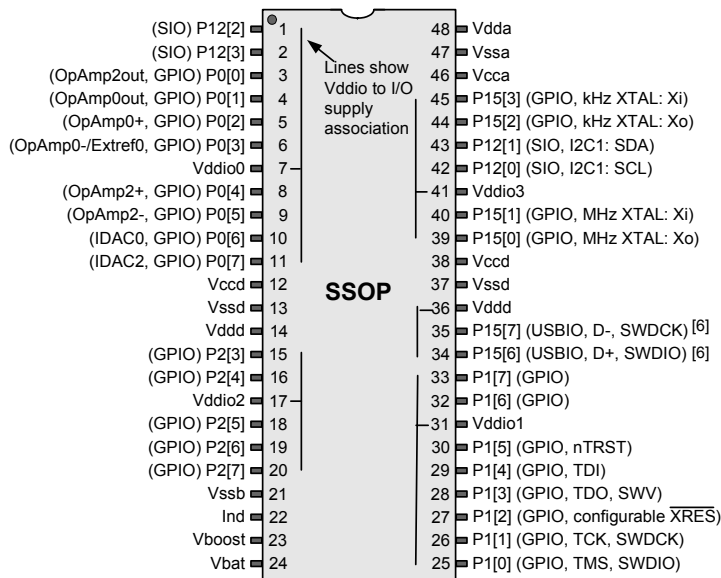 (SIO) P12[2] 1
(SIO) P12[3] 2
(OpAmp2out, GPIO) P0[0] 3
(OpAmp0out, GPIO) P0[1] 4
(OpAmp0+, GPIO) P0[2] 5
(OpAmp0-/Extref0, GPIO) P0[3] 6
Vddio0 7
(OpAmp2+, GPIO) P0[4] 8
(OpAmp2-, GPIO) P0[5] 9
(IDAC0, GPIO) P0[6] 10
(IDAC2, GPIO) P0[7] 11
Vccd 12
Vssd 13
Vddd 14
(GPIO) P2[3] 15
(GPIO) P2[4] 16
Vddio2 17
(GPIO) P2[5] 18
(GPIO) P2[6] 19
(GPIO) P2[7] 20
Vssb 21
Ind 22
Vboost 23
Vbat 24
Lines show
Vddio to I/O
supply
association
SSOP
48 Vdda
47 Vssa
46 Vcca
45 P15[3] (GPIO, kHz XTAL: Xi)
44 P15[2] (GPIO, kHz XTAL: Xo)
43 P12[1] (SIO, I2C1: SDA)
42 P12[0] (SIO, I2C1: SCL)
41 Vddio3
40 P15[1] (GPIO, MHz XTAL: Xi)
39 P15[0] (GPIO, MHz XTAL: Xo)
38 Vccd
37 Vssd
36 Vddd
35 P15[7] (USBIO, D-, SWDCK) [6]
34 P15[6] (USBIO, D+, SWDIO) [6]
33 P1[7] (GPIO)
32 P1[6] (GPIO)
31 Vddio1
30 P1[5] (GPIO, nTRST)
29 P1[4] (GPIO, TDI)
28 P1[3] (GPIO, TDO, SWV)
27 P1[2] (GPIO, configurable XRES)
26 P1[1] (GPIO, TCK, SWDCK)
25 P1[0] (GPIO, TMS, SWDIO)